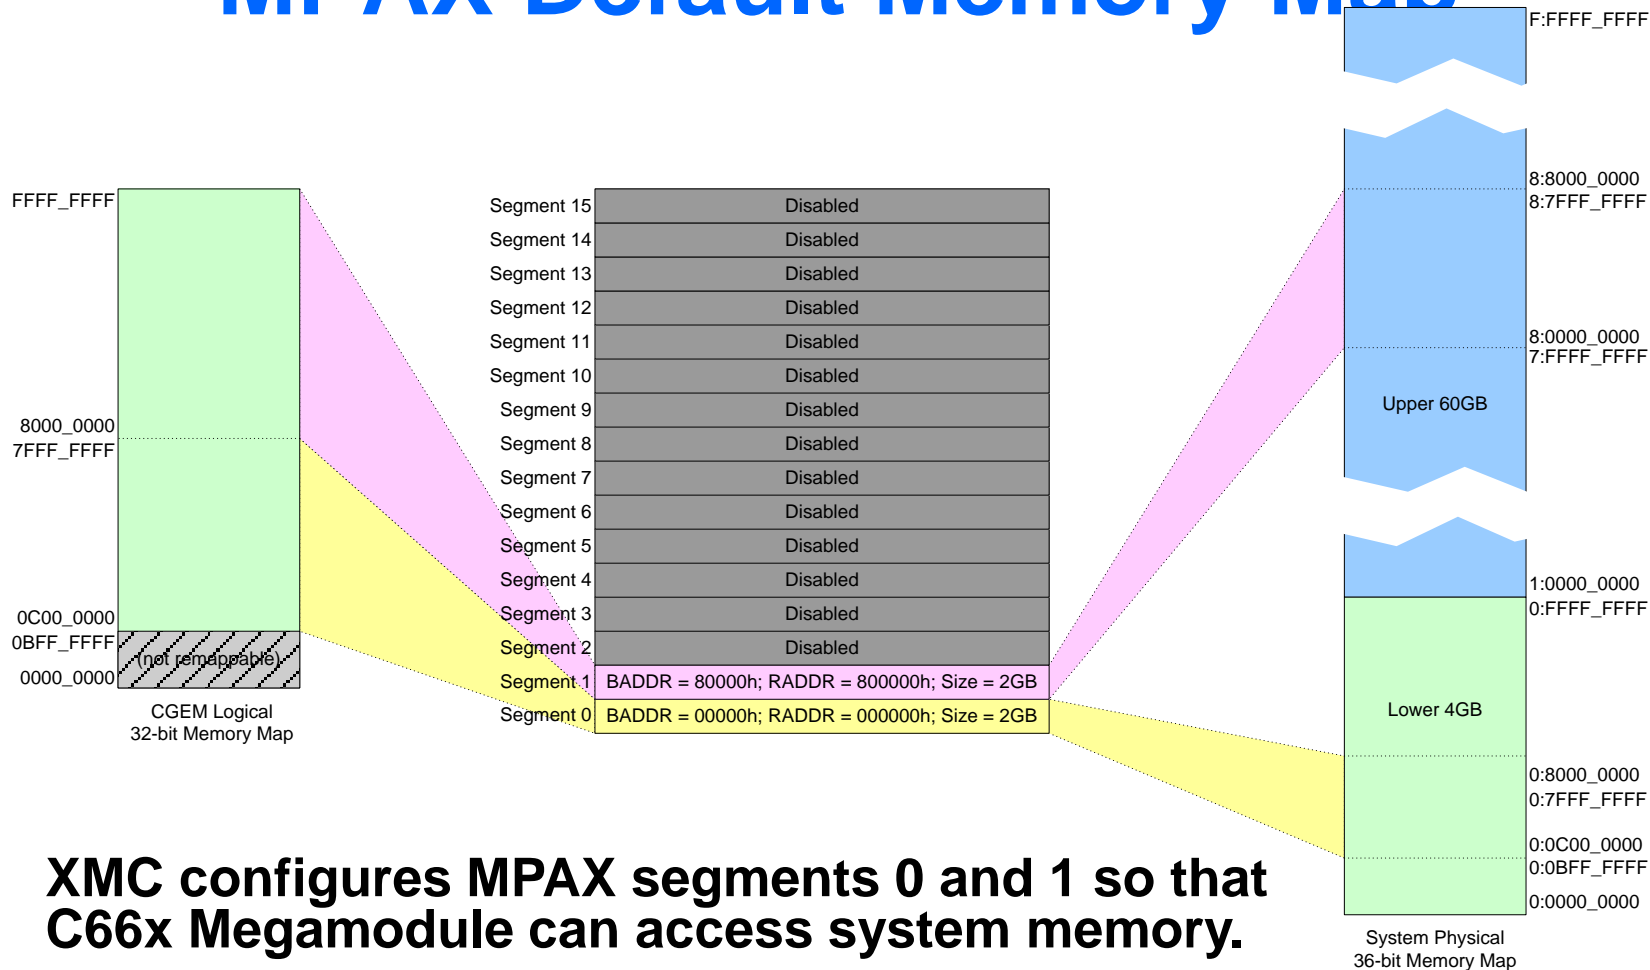 MPAX Default Memory Map
F:FFFF_FFFF
8:8000_0000
8:7FFF_FFFF
8:0000_0000
7:FFFF_FFFF
Upper 60GB
1:0000_0000
0:FFFF_FFFF
Lower 4GB
0:8000_0000
0:7FFF_FFFF
0:0C00_0000
0:0BFF_FFFF
0:0000_0000
System Physical
36-bit Memory Map
FFFF_FFFF
8000_0000
7FFF_FFFF
0C00_0000
0BFF_FFFF
(not remappable)
0000_0000
CGEM Logical
32-bit Memory Map
Segment 15 Disabled
Segment 14 Disabled
Segment 13 Disabled
Segment 12 Disabled
Segment 11 Disabled
Segment 10 Disabled
Segment 9 Disabled
Segment 8 Disabled
Segment 7 Disabled
Segment 6 Disabled
Segment 5 Disabled
Segment 4 Disabled
Segment 3 Disabled
Segment 2 Disabled
Segment 1 BADDR = 80000h; RADDR = 800000h; Size = 2GB
Segment 0 BADDR = 00000h; RADDR = 000000h; Size = 2GB
XMC configures MPAX segments 0 and 1 so that
C66x Megamodule can access system memory.